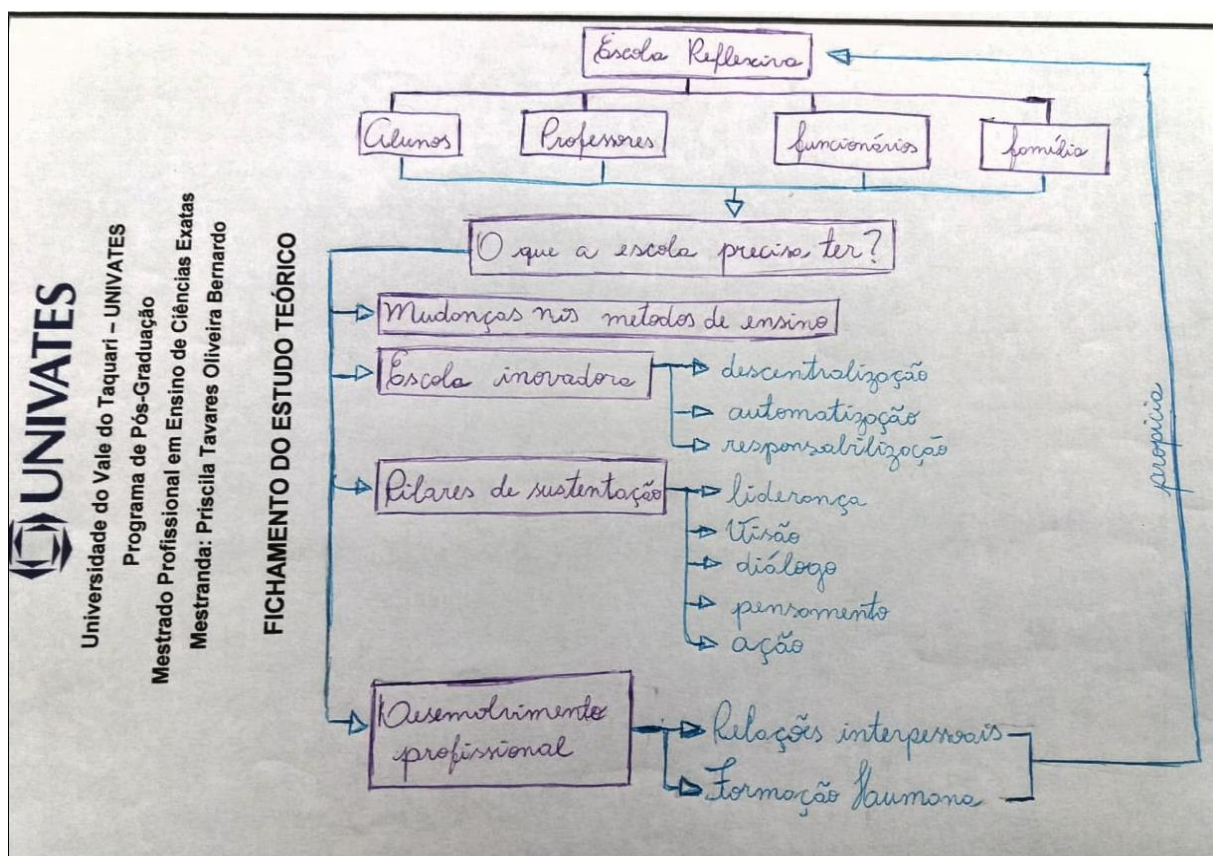 UNIVATES
Universidade do Vale do Taquari – UNIVATES
Programa de Pós-Graduação
Mestrado Profissional em Ensino de Ciências Exatas
Mestranda: Priscila Tavares Oliveira Bernardo
FICHAMENTO DO ESTUDO TEÓRICO
Escola Reflexiva
Alunos
Professores
funcionários
família
O que a escola precisa ter?
Mudanças nos metodos de ensino
Escola inovadora
descentralização
automatização
responsabilização
Pilares de sustentação
liderança
Visão
diálogo
pensamento
ação
Desenvolvimento
profissional
Relações interpessoais
Formação Haumana
propicia